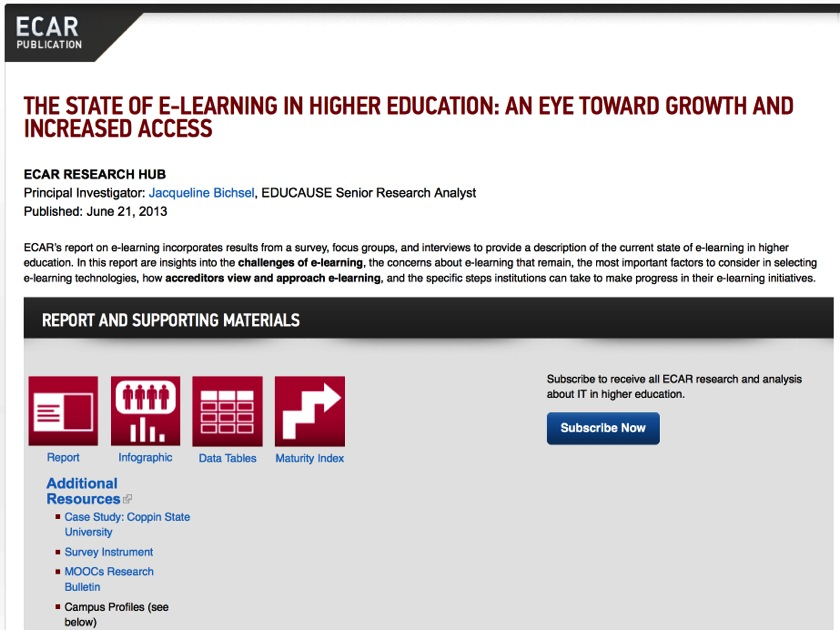 ECAR
PUBLICATION
THE STATE OF E-LEARNING IN HIGHER EDUCATION: AN EYE TOWARD GROWTH AND
INCREASED ACCESS
ECAR RESEARCH HUB
Principal Investigator: Jacqueline Bichsel, EDUCAUSE Senior Research Analyst
Published: June 21, 2013
ECAR's report on e-learning incorporates results from a survey, focus groups, and interviews to provide a description of the current state of e-learning in higher
education. In this report are insights into the challenges of e-learning, the concerns about e-learning that remain, the most important factors to consider in selecting
e-learning technologies, how accreditors view and approach e-learning, and the specific steps institutions can take to make progress in their e-learning initiatives.
REPORT AND SUPPORTING MATERIALS
Report
Infographic
Data Tables
Maturity Index
Subscribe to receive all ECAR research and analysis
about IT in higher education.
Subscribe Now
Additional
Resources
Case Study: Coppin State
University
Survey Instrument
MOOCs Research
Bulletin
Campus Profiles (see
below)